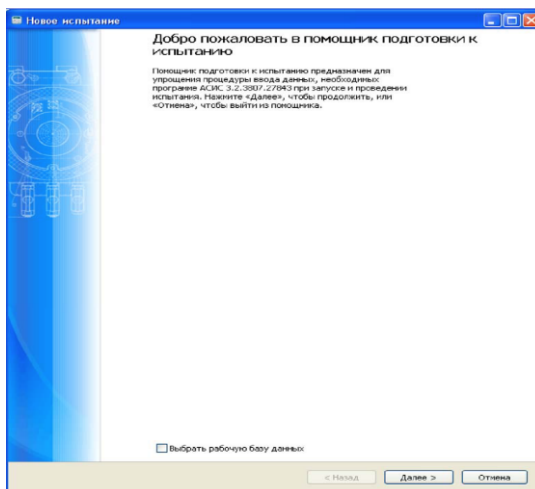 Новое испытание
Добро пожаловать в помощник подготовки к
испытанию
Помощник подготовки к испытанию предназначен для
упрощения процедуры ввода данных, необходимых
программе АСИС 3.2.3807.27843 при запуске и проведении
испытания. Нажмите «Далее», чтобы продолжить, или
«Отмена», чтобы выйти из помощника.
Выбрать рабочую базу данных
< Назад Далее > Отмена